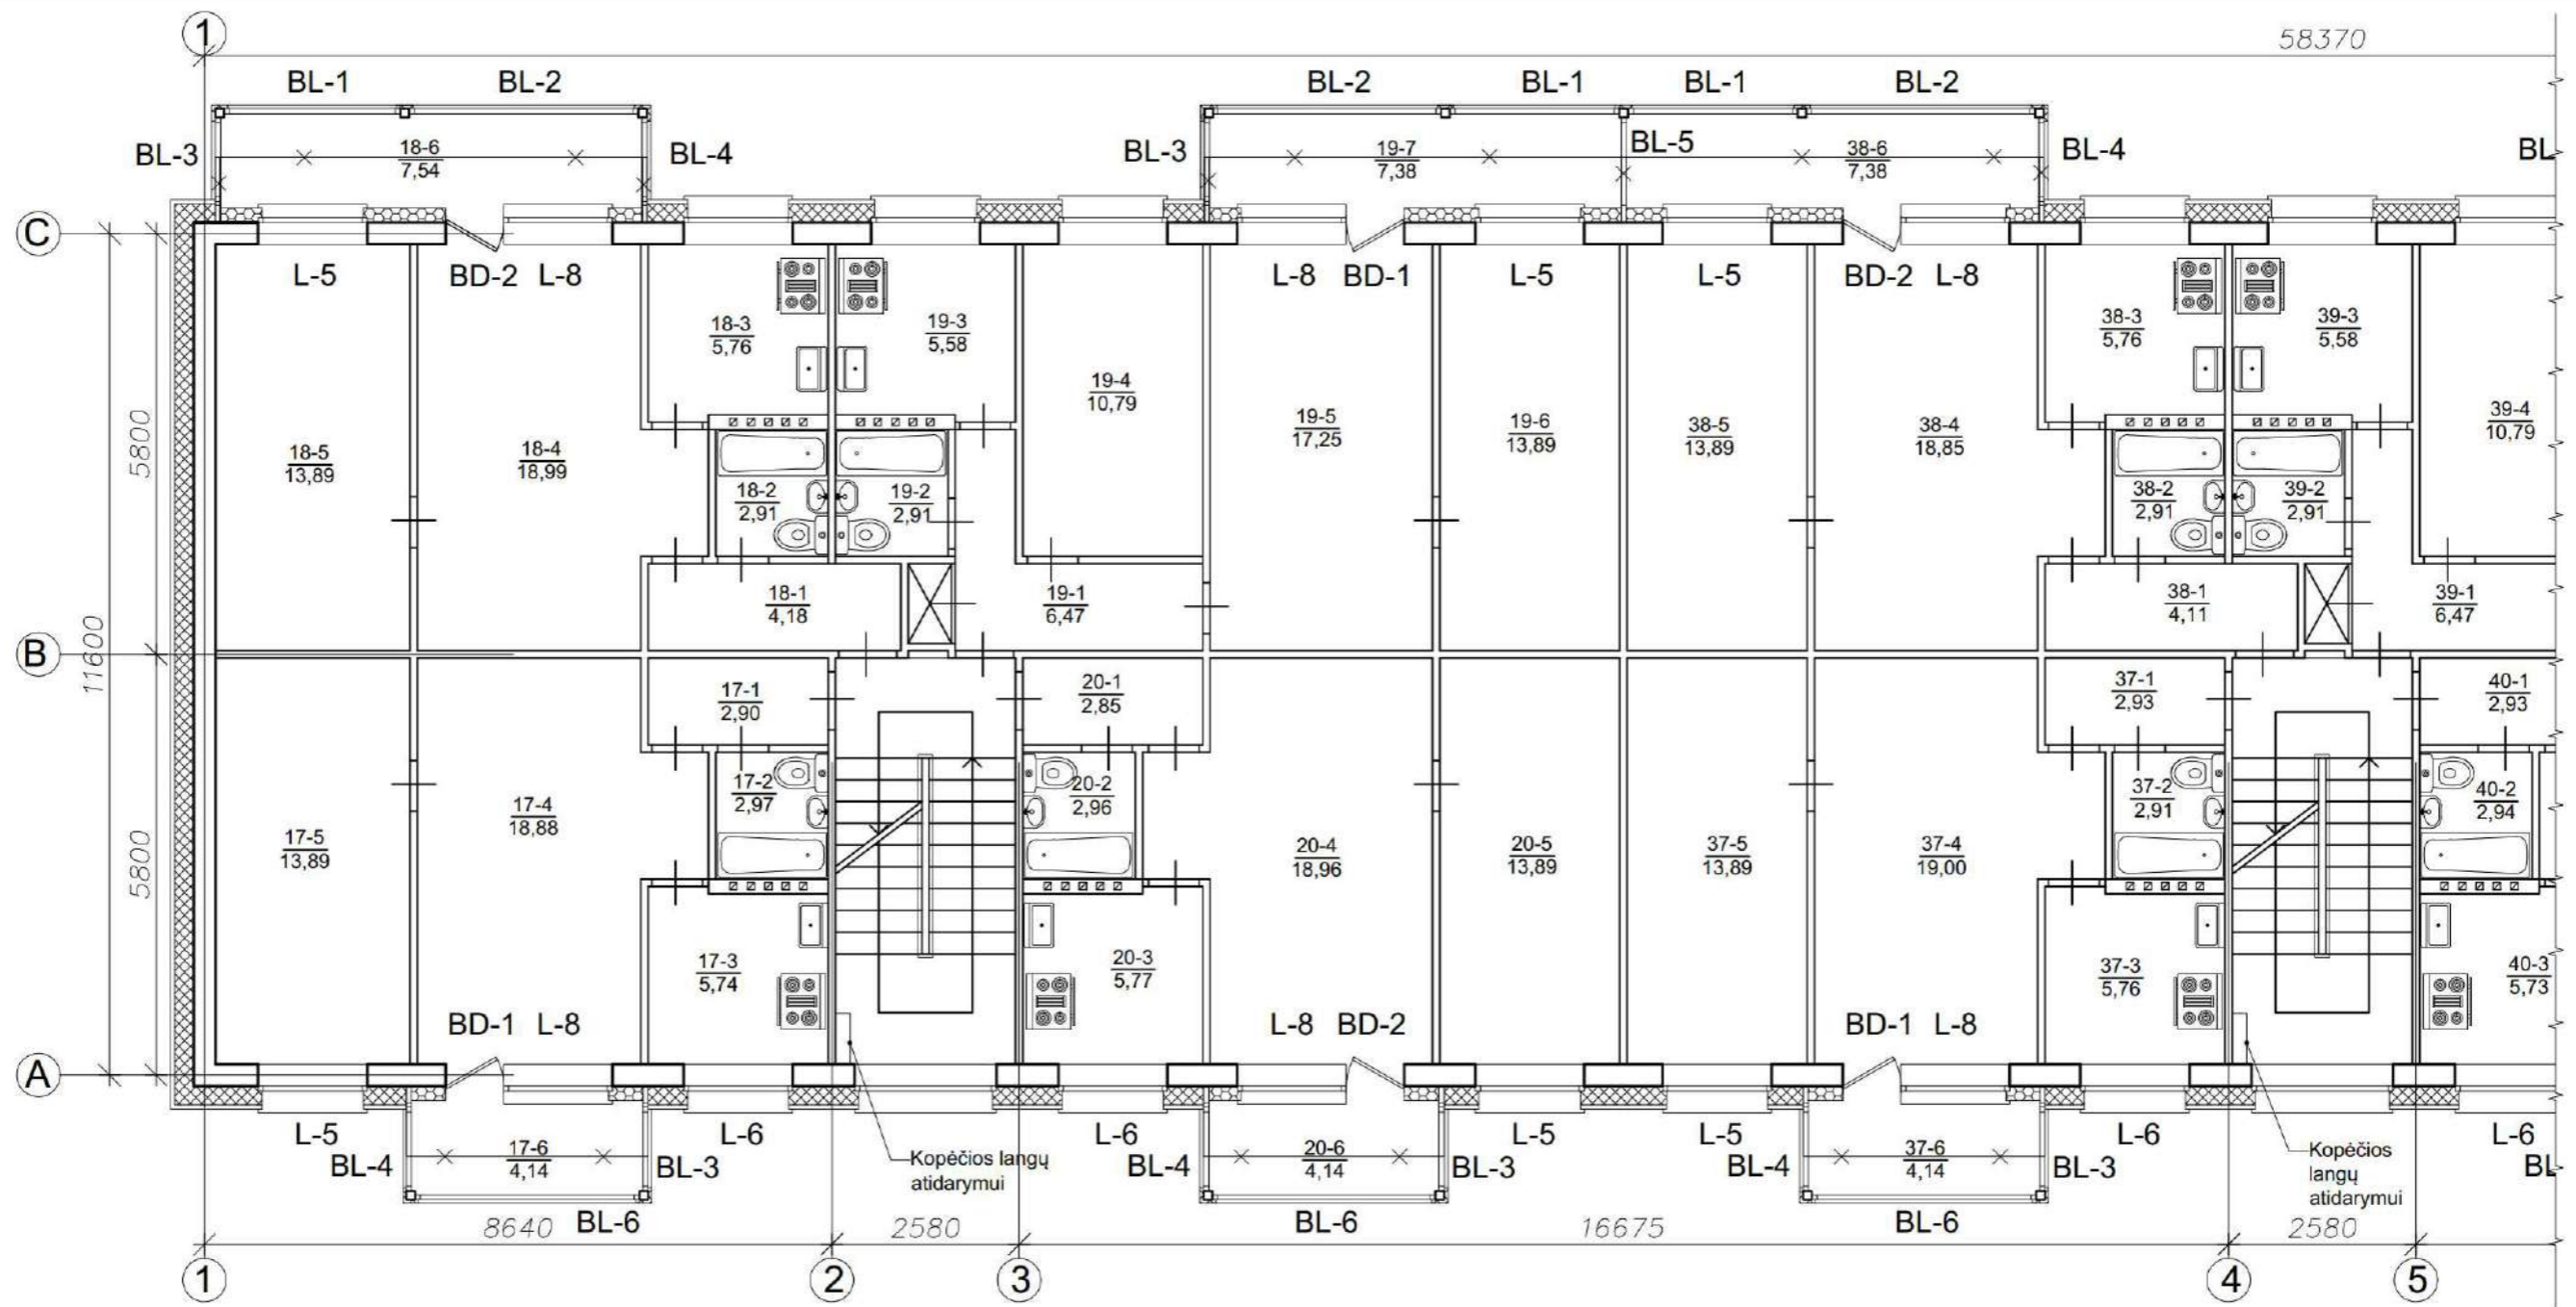 1
58370
BL-1
BL-2
BL-2
BL-1
BL-1
BL-2
BL-3
18-6
7,54
BL-4
BL-3
19-7
7,38
BL-5
38-6
7,38
BL-4
BL
C
L-5
BD-2
L-8
L-8
BD-1
L-5
L-5
BD-2
L-8
18-3
5,76
19-3
5,58
38-3
5,76
39-3
5,58
19-4
10,79
39-4
10,79
5800
18-5
13,89
18-4
18,99
19-5
17,25
19-6
13,89
38-5
13,89
38-4
18,85
18-2
2,91
19-2
2,91
38-2
2,91
39-2
2,91
18-1
4,18
19-1
6,47
38-1
4,11
39-1
6,47
B
11600
17-1
2,90
20-1
2,85
37-1
2,93
40-1
2,93
17-2
2,97
20-2
2,96
37-2
2,91
40-2
2,94
5800
17-5
13,89
17-4
18,88
20-4
18,96
20-5
13,89
37-5
13,89
37-4
19,00
17-3
5,74
20-3
5,77
37-3
5,76
40-3
5,73
BD-1
L-8
L-8
BD-2
BD-1
L-8
A
L-5
L-6
L-6
L-5
L-5
L-6
L-6
BL-4
17-6
4,14
BL-3
Kopėčios langų
atidarymui
BL-4
20-6
4,14
BL-3
BL-4
37-6
4,14
BL-3
Kopėčios
langų
atidarymui
BL
8640
BL-6
2580
BL-6
16675
BL-6
2580
1
2
3
4
5